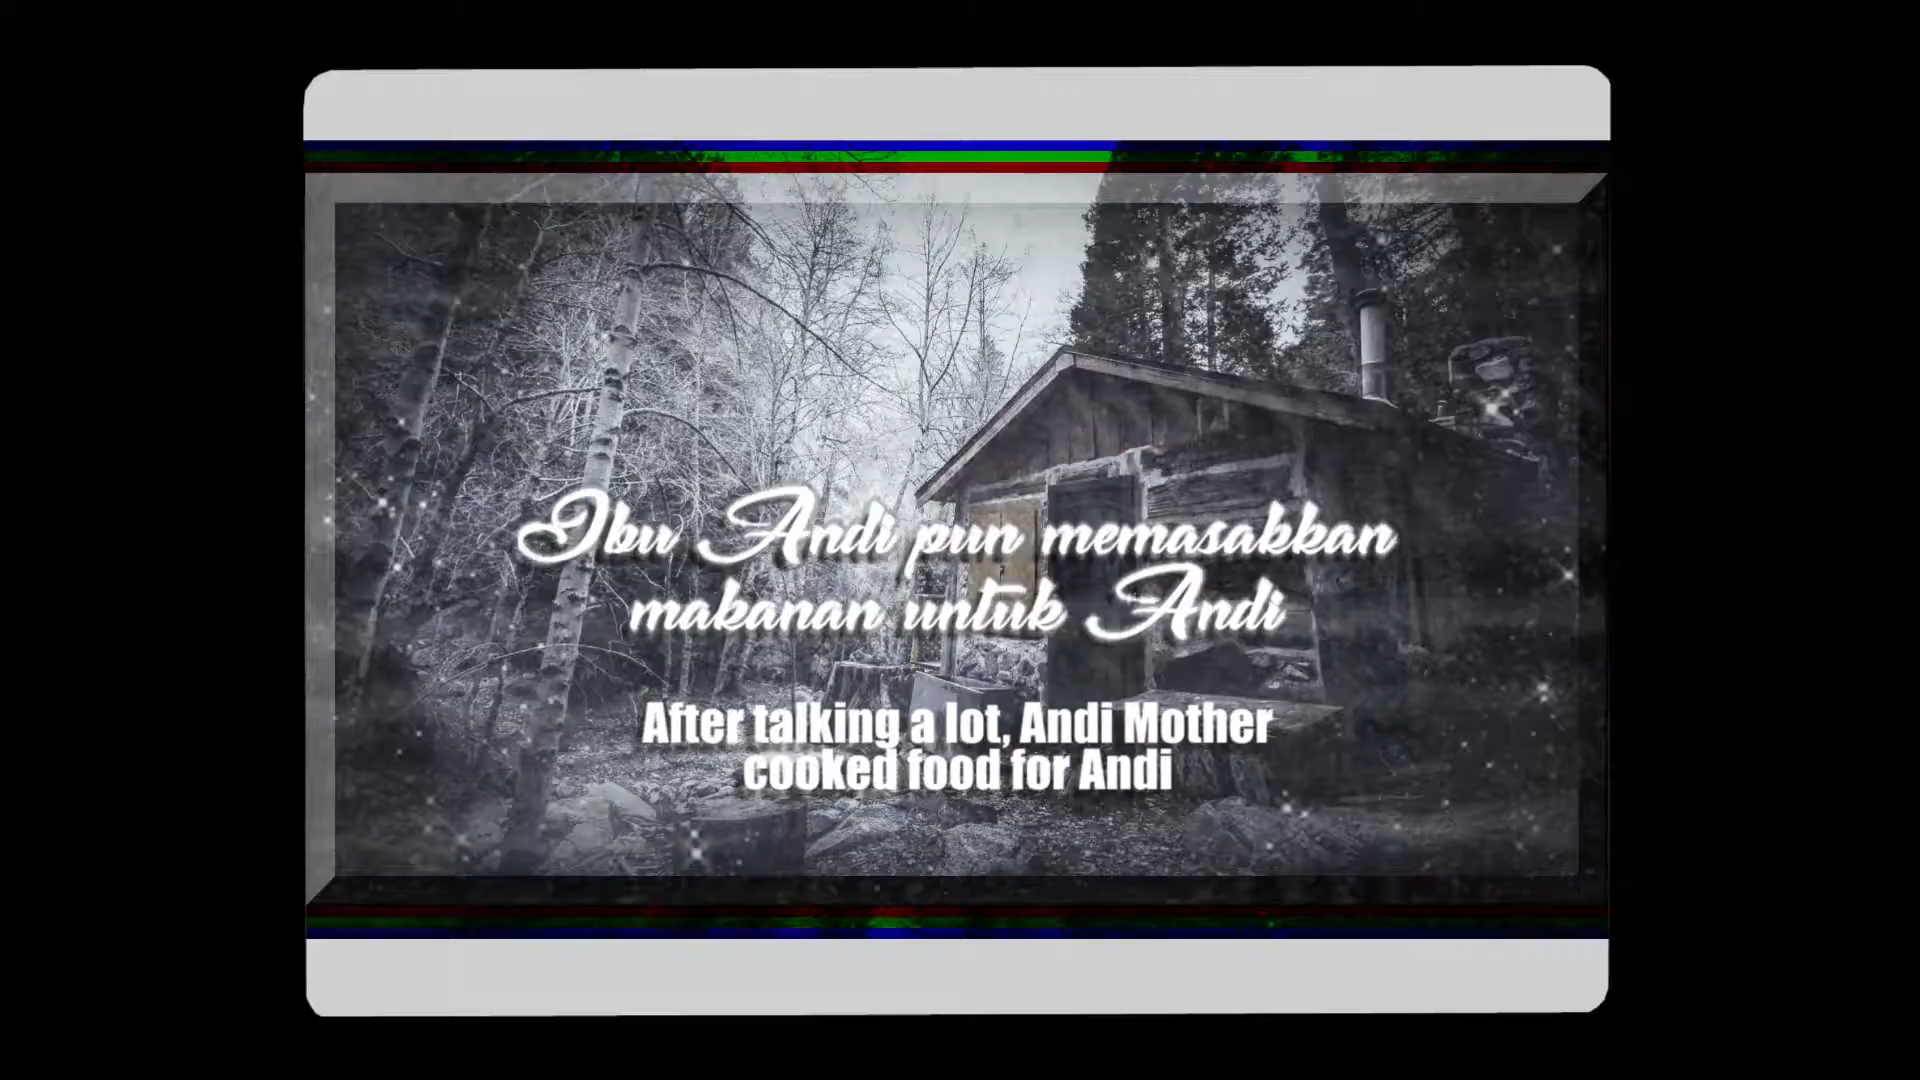 Ibu Andi pun memasakkan
makanan untuk Andi
After talking a lot, Andi Mother
cooked food for Andi